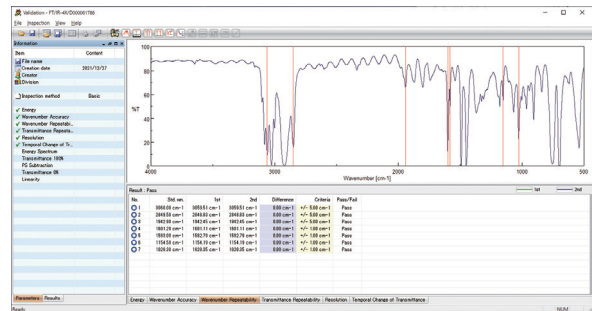 Validation - FT/IR-4X/D000061786
File Inspection View Help
Information
Item Content
File name
Creation date 2021/12/17
Creator
Division
Inspection method Basic
Energy
Wavenumber Accuracy
Wavenumber Repeatabi..
Transmittance Repeata..
Resolution
Temporal Change of Tr..
Energy Spectrum
Transmittance 100%
PG Subtraction
Transmittance 0%
Linearity
Parameters Results
100
80
60
%T
40
20
0
4000 3000 2000 1000 500
Wavenumber [cm-1]
Result : Pass 1st 2nd
No. Std. nm. 1st 2nd Difference Criteria Pass/Fail
1 3060.00 cm-1 3059.51 cm-1 3059.51 cm-1 0.00 cm-1 +/- 5.00 cm-1 Pass
2 2849.50 cm-1 2848.83 cm-1 2848.83 cm-1 0.00 cm-1 +/- 5.00 cm-1 Pass
3 1942.90 cm-1 1942.45 cm-1 1942.45 cm-1 0.00 cm-1 +/- 5.00 cm-1 Pass
4 1601.20 cm-1 1601.11 cm-1 1601.11 cm-1 0.00 cm-1 +/- 1.00 cm-1 Pass
5 1583.00 cm-1 1582.79 cm-1 1582.79 cm-1 0.00 cm-1 +/- 1.00 cm-1 Pass
6 1154.50 cm-1 1154.19 cm-1 1154.19 cm-1 0.00 cm-1 +/- 1.00 cm-1 Pass
7 1028.30 cm-1 1028.35 cm-1 1028.35 cm-1 0.00 cm-1 +/- 1.00 cm-1 Pass
Energy Wavenumber Accuracy Wavenumber Repeatability Transmittance Repeatability Resolution Temporal Change of Transmittance
Ready NUM